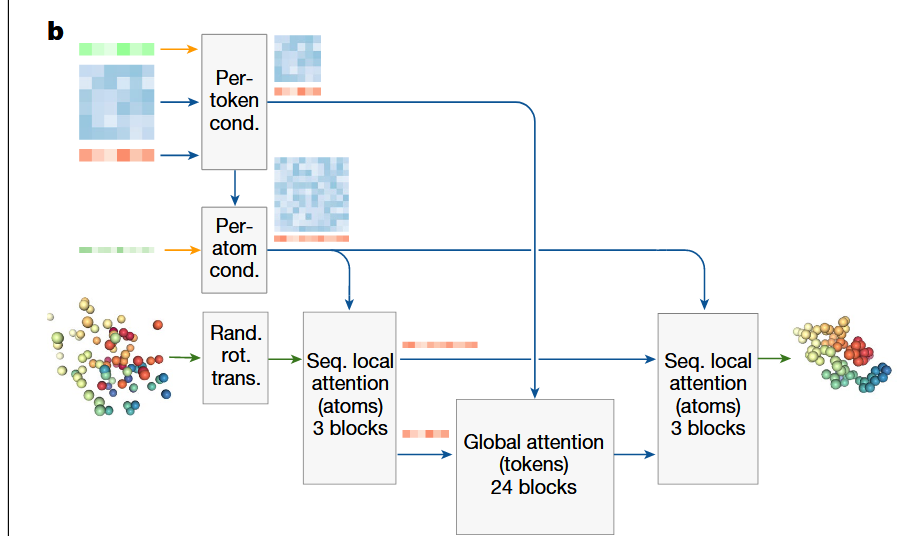 b
Per-
token
cond.
Per-
atom
cond.
Rand.
rot.
trans.
Seq. local
attention
(atoms)
3 blocks
Global attention
(tokens)
24 blocks
Seq. local
attention
(atoms)
3 blocks